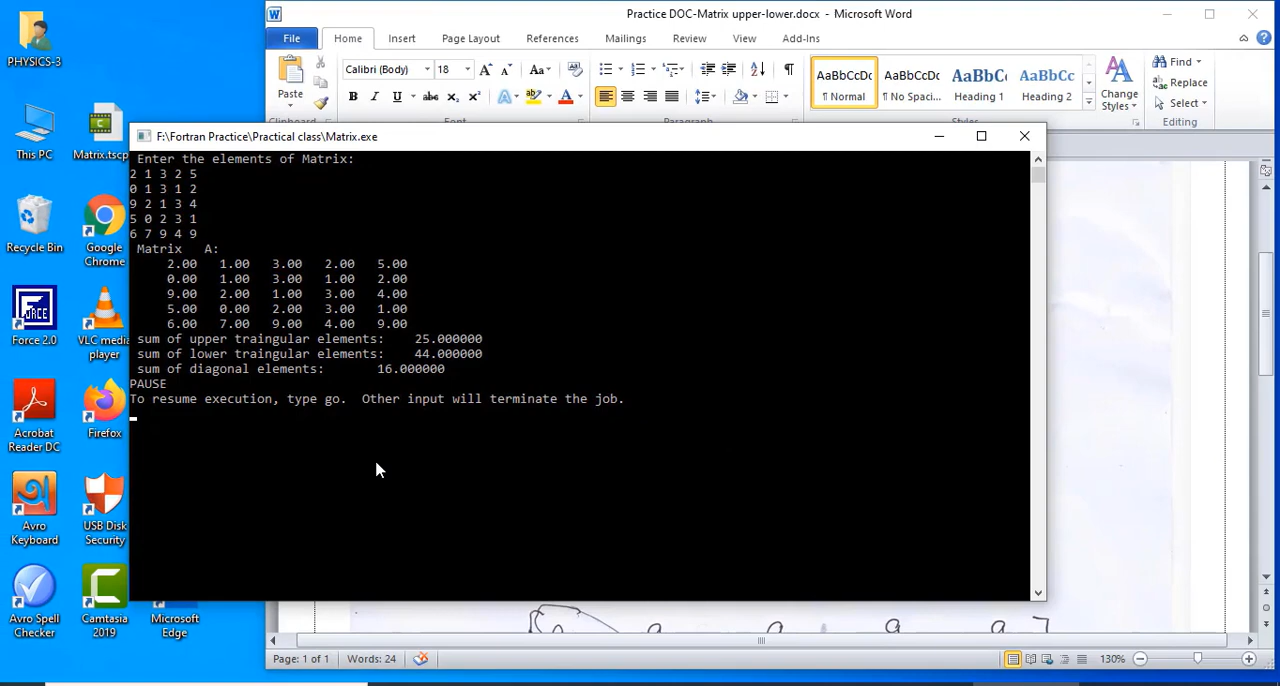 Practice DOC-Matrix upper-lower.docx - Microsoft Word
File Home Insert Page Layout References Mailings Review View Add-Ins
Calibri (Body) 18
Paste
AaBbCcDc AaBbCcDc AaBbC AaBbCc
¶ Normal ¶ No Spaci... Heading 1 Heading 2
Change Styles
Find
Replace
Select
Editing
PHYSICS-3
This PC
Matrix.tscp
Recycle Bin
Google Chrome
Force 2.0
VLC media player
Acrobat Reader DC
Firefox
Avro Keyboard
USB Disk Security
Avro Spell Checker
Camtasia 2019
Microsoft Edge
F:\Fortran Practice\Practical class\Matrix.exe
Enter the elements of Matrix:
2 1 3 2 5
0 1 3 1 2
9 2 1 3 4
5 0 2 3 1
6 7 9 4 9
Matrix A:
2.00 1.00 3.00 2.00 5.00
0.00 1.00 3.00 1.00 2.00
9.00 2.00 1.00 3.00 4.00
5.00 0.00 2.00 3.00 1.00
6.00 7.00 9.00 4.00 9.00
sum of upper traingular elements: 25.000000
sum of lower traingular elements: 44.000000
sum of diagonal elements: 16.000000
PAUSE
To resume execution, type go. Other input will terminate the job.
Page: 1 of 1 Words: 24 130%